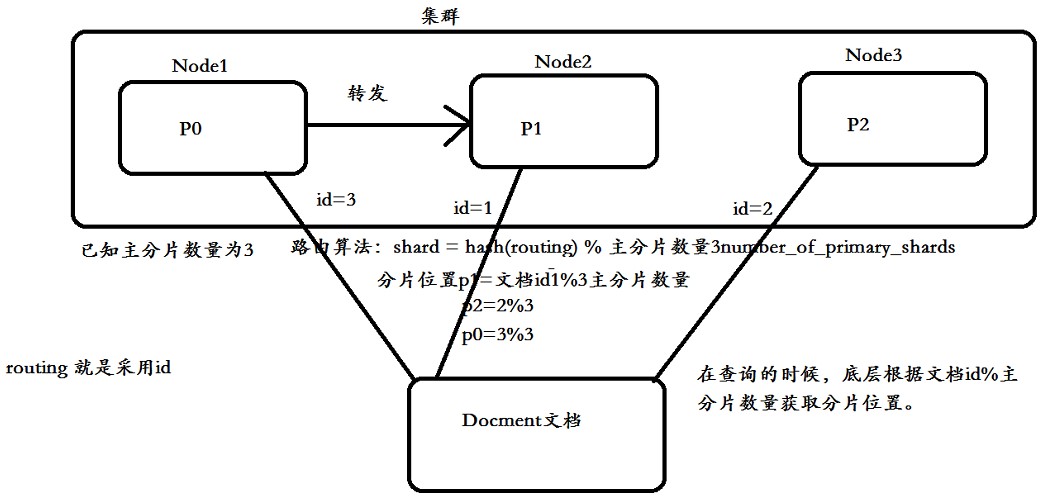 集群
Node1
Node2
Node3
转发
P0
P1
P2
id=3
id=1
id=2
已知主分片数量为3
路由算法：shard = hash(routing) % 主分片数量3number_of_primary_shards
分片位置p1=文档id1%3主分片数量
p2=2%3
p0=3%3
routing 就是采用id
在查询的时候，底层根据文档id%主
分片数量获取分片位置。
Docment文档